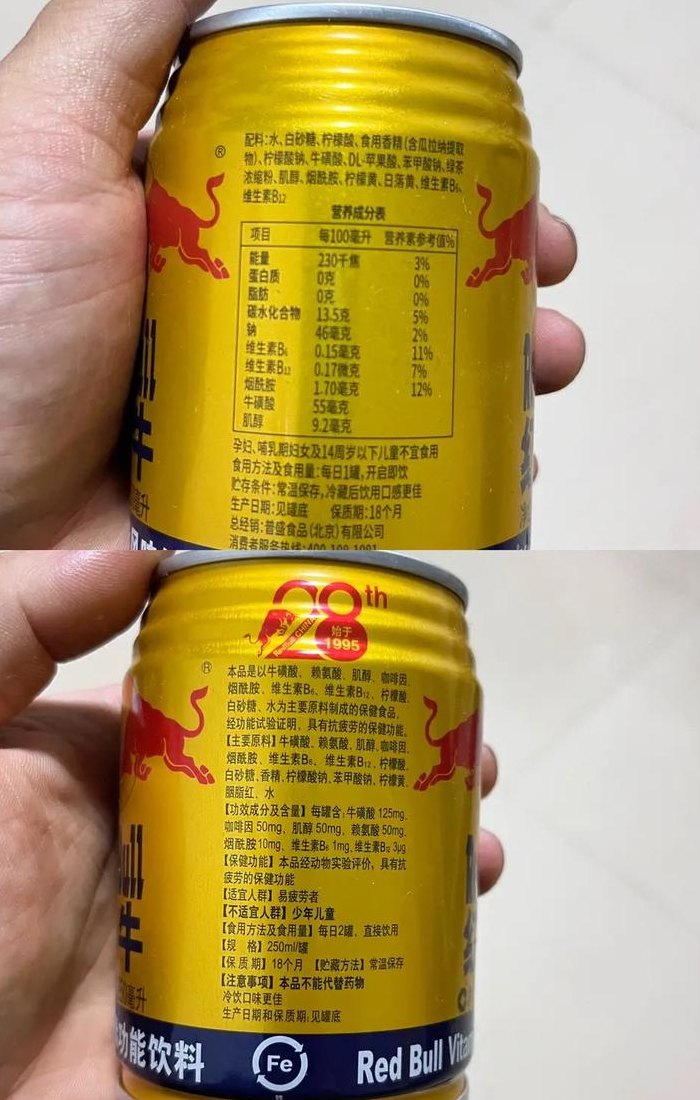 ®
配料:水、白砂糖、柠檬酸、食用香精(含瓜拉纳提取
物)、柠檬酸钠、牛磺酸、DL-苹果酸、苯甲酸钠、绿茶
浓缩粉、肌醇、烟酰胺、柠檬黄、日落黄、维生素B₆、
维生素B₁₂
营养成分表
项目 每100毫升 营养素参考值%
能量 230千焦 3%
蛋白质 0克 0%
脂肪 0克 0%
碳水化合物 13.5克 5%
钠 46毫克 2%
维生素B₆ 0.15毫克 11%
维生素B₁₂ 0.17微克 7%
烟酰胺 1.70毫克 12%
牛磺酸 55毫克
肌醇 9.2毫克
孕妇、哺乳期妇女及14周岁以下儿童不宜食用
食用方法及食用量:每日1罐,开启即饮
贮存条件:常温保存,冷藏后饮用口感更佳
生产日期:见罐底 保质期:18个月
总经销:普盛食品(北京)有限公司
消费者服务热线:400-100-1981
ull
牛
毫升
28th
Red Bull CHINA
始于
1995
®
本品是以牛磺酸、赖氨酸、肌醇、咖啡因、
烟酰胺、维生素B₆、维生素B₁₂、柠檬酸、
白砂糖、水为主要原料制成的保健食品,
经功能试验证明,具有抗疲劳的保健功能。
【主要原料】牛磺酸、赖氨酸、肌醇、咖啡因、
烟酰胺、维生素B₆、维生素B₁₂、柠檬酸、
白砂糖、香精、柠檬酸钠、苯甲酸钠、柠檬黄、
胭脂红、水
【功效成分及含量】每罐含:牛磺酸 125mg、
咖啡因 50mg、肌醇 50mg、赖氨酸 50mg、
烟酰胺 10mg、维生素B₆ 1mg、维生素B₁₂ 3μg
【保健功能】本品经动物实验评价,具有抗
疲劳的保健功能
【适宜人群】易疲劳者
【不适宜人群】少年儿童
【食用方法及食用量】每日2罐,直接饮用
【规 格】250ml/罐
【保 质 期】18个月 【贮藏方法】常温保存
【注意事项】本品不能代替药物
冷饮口味更佳
生产日期和保质期:见罐底
ull
牛
毫升
功能饮料
Fe
Red Bull Vita